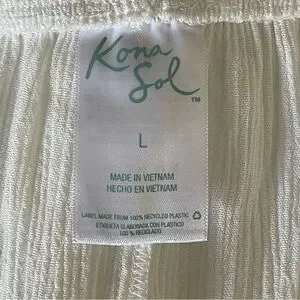 Kona
Sol
™
L
MADE IN VIETNAM
HECHO EN VIETNAM
LABEL MADE FROM 100% RECYCLED PLASTIC
ETIQUETA ELABORADA CON PLÁSTICO
100 % RECICLADO